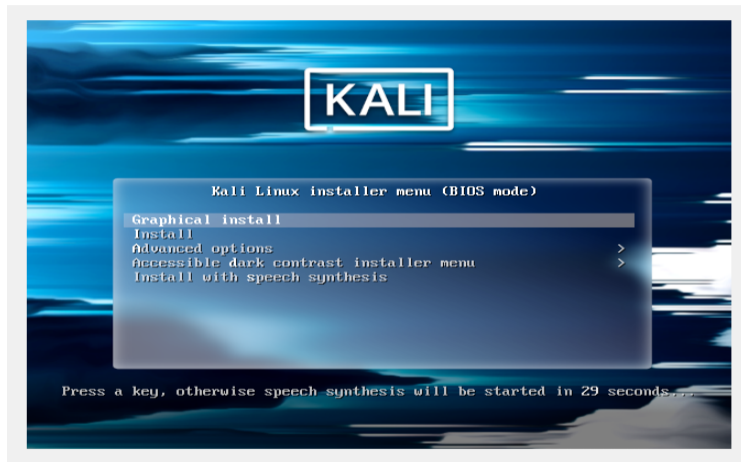 KALI
Kali Linux installer menu (BIOS mode)
Graphical install
Install
Advanced options >
Accessible dark contrast installer menu >
Install with speech synthesis
Press a key, otherwise speech synthesis will be started in 29 seconds...